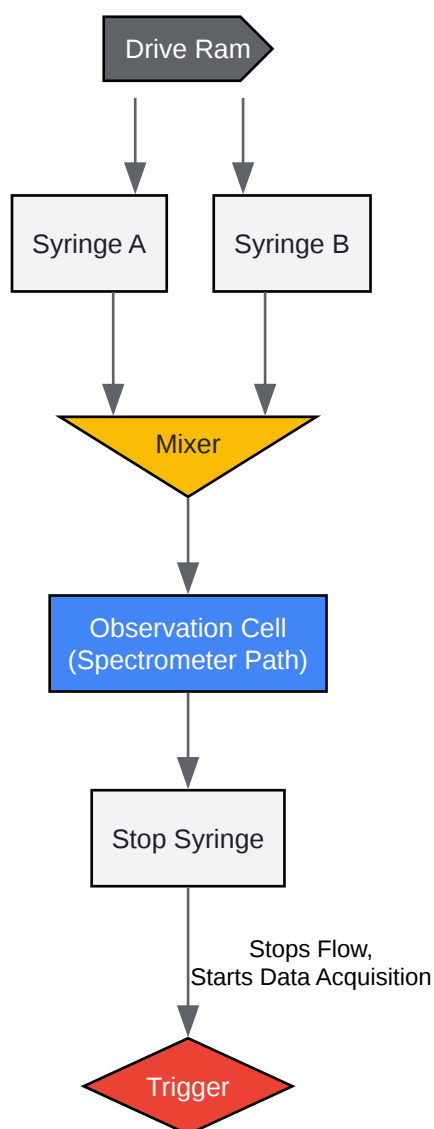 Drive Ram
Syringe A
Syringe B
Mixer
Observation Cell
(Spectrometer Path)
Stop Syringe
Stops Flow,
Starts Data Acquisition
Trigger